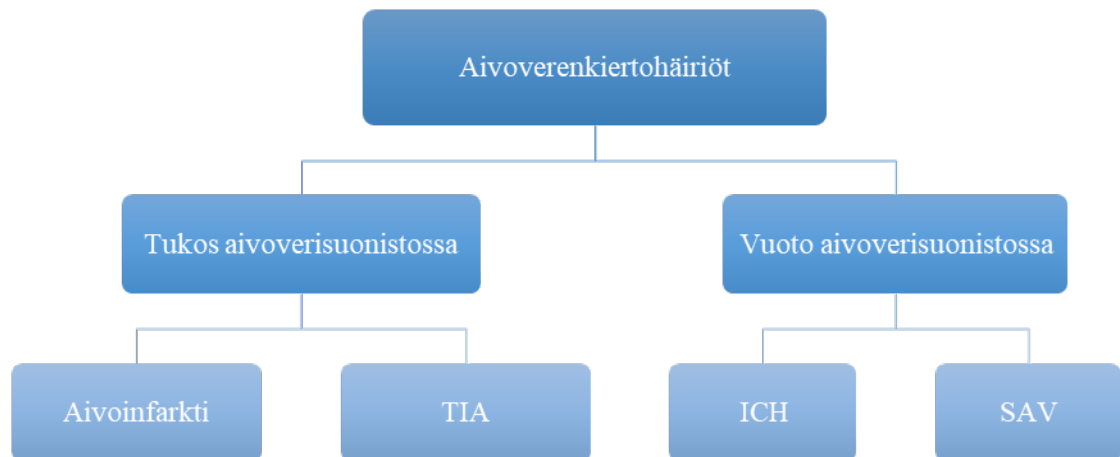 Aivoverenkiertohäiriöt
Tukos aivoverisuonistossa
Vuoto aivoverisuonistossa
Aivoinfarkti
TIA
ICH
SAV